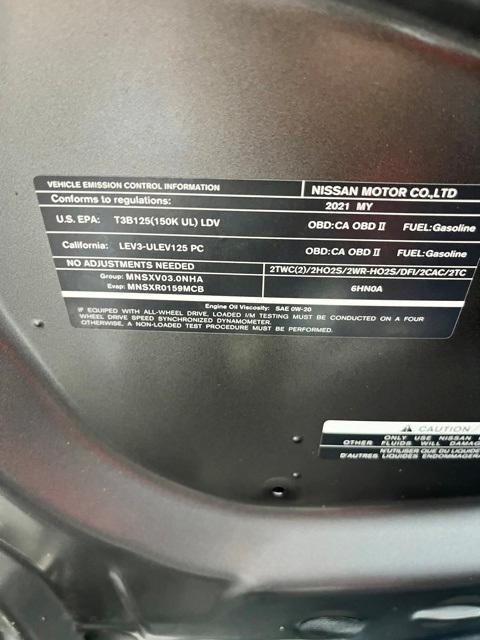 VEHICLE EMISSION CONTROL INFORMATION NISSAN MOTOR CO.,LTD
Conforms to regulations: 2021 MY
U.S. EPA: T3B125(150K UL) LDV OBD:CA OBD II FUEL:Gasoline
California: LEV3-ULEV125 PC OBD:CA OBD II FUEL:Gasoline
NO ADJUSTMENTS NEEDED 2TWC(2)/2HO2S/2WR-HO2S/DFI/2CAC/2TC
Group: MNSXV03.0NHA
Evap: MNSXR0159MCB 6HN0A
Engine Oil Viscosity: SAE 0W-20
IF EQUIPPED WITH ALL-WHEEL DRIVE, LOADED I/M TESTING MUST BE CONDUCTED ON A FOUR
WHEEL DRIVE SPEED SYNCHRONIZED DYNAMOMETER.
OTHERWISE, A NON-LOADED TEST PROCEDURE MUST BE PERFORMED.
CAUTION /
ONLY USE NISSAN
OTHER FLUIDS WILL DAMAG
N'UTILISER QUE DU LIQUIDE
D'AUTRES LIQUIDES ENDOMMAGERA